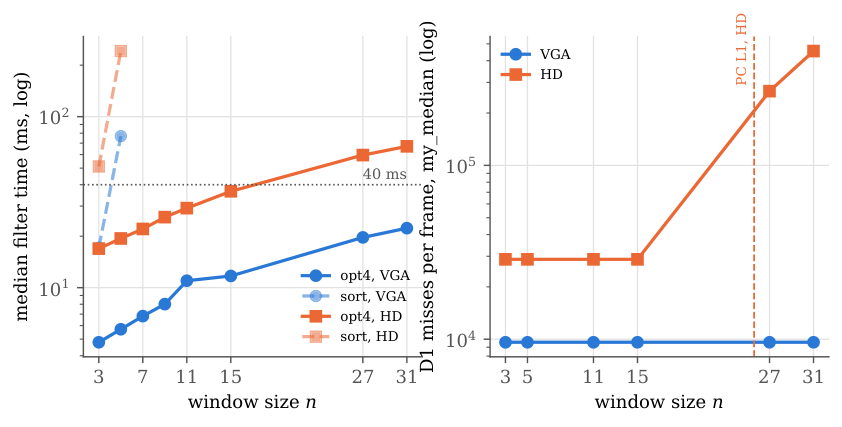 median filter time (ms, log)
10²
10¹
40 ms
opt4, VGA
sort, VGA
opt4, HD
sort, HD
3 7 11 15 27 31
window size n
D1 misses per frame, my_median (log)
VGA
HD
PC L1, HD
10⁵
10⁴
3 5 11 15 27 31
window size n